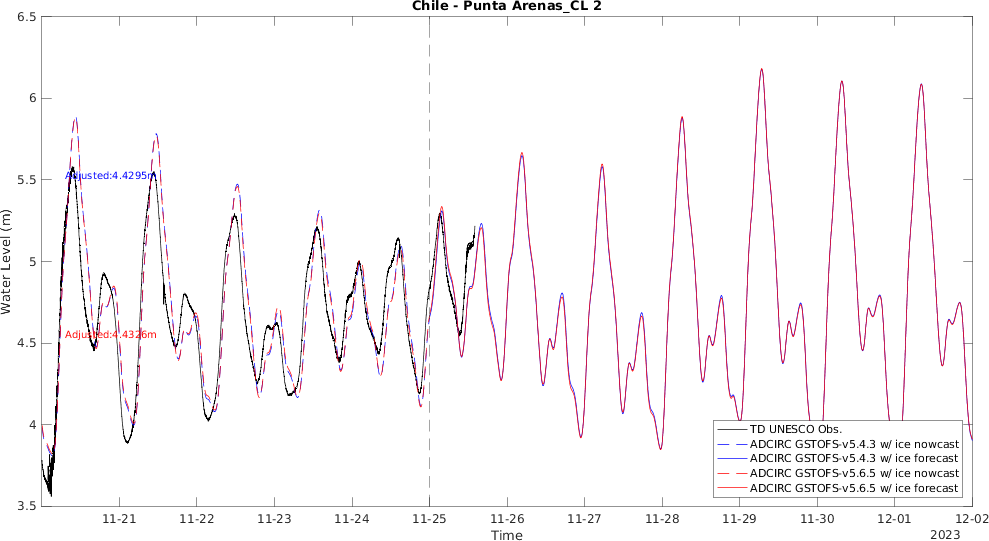 Chile - Punta Arenas_CL 2
6.5
6
5.5
5
4.5
4
3.5
Water Level (m)
Adjusted:4.4295m
Adjusted:4.4326m
TD UNESCO Obs.
ADCIRC GSTOFS-v5.4.3 w/ ice nowcast
ADCIRC GSTOFS-v5.4.3 w/ ice forecast
ADCIRC GSTOFS-v5.6.5 w/ ice nowcast
ADCIRC GSTOFS-v5.6.5 w/ ice forecast
11-21 11-22 11-23 11-24 11-25 11-26 11-27 11-28 11-29 11-30 12-01 12-02
Time
2023